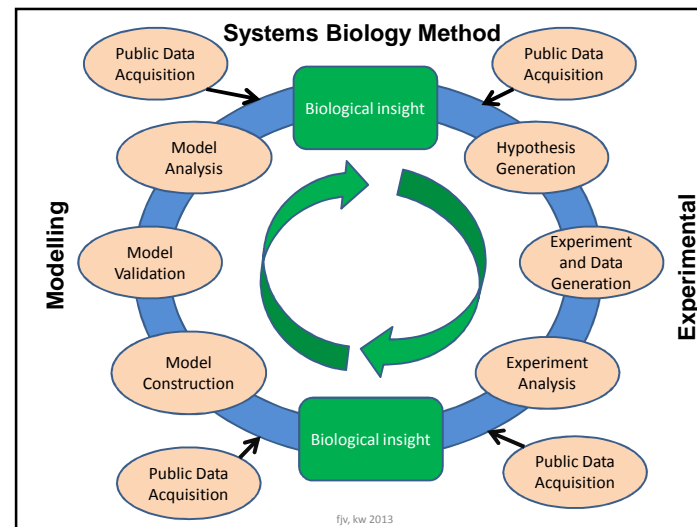 Systems Biology Method
Public Data
Acquisition
Public Data
Acquisition
Biological insight
Model
Analysis
Hypothesis
Generation
Modelling
Model
Validation
Experiment
and Data
Generation
Experimental
Model
Construction
Experiment
Analysis
Biological insight
Public Data
Acquisition
Public Data
Acquisition
fjv, kw 2013